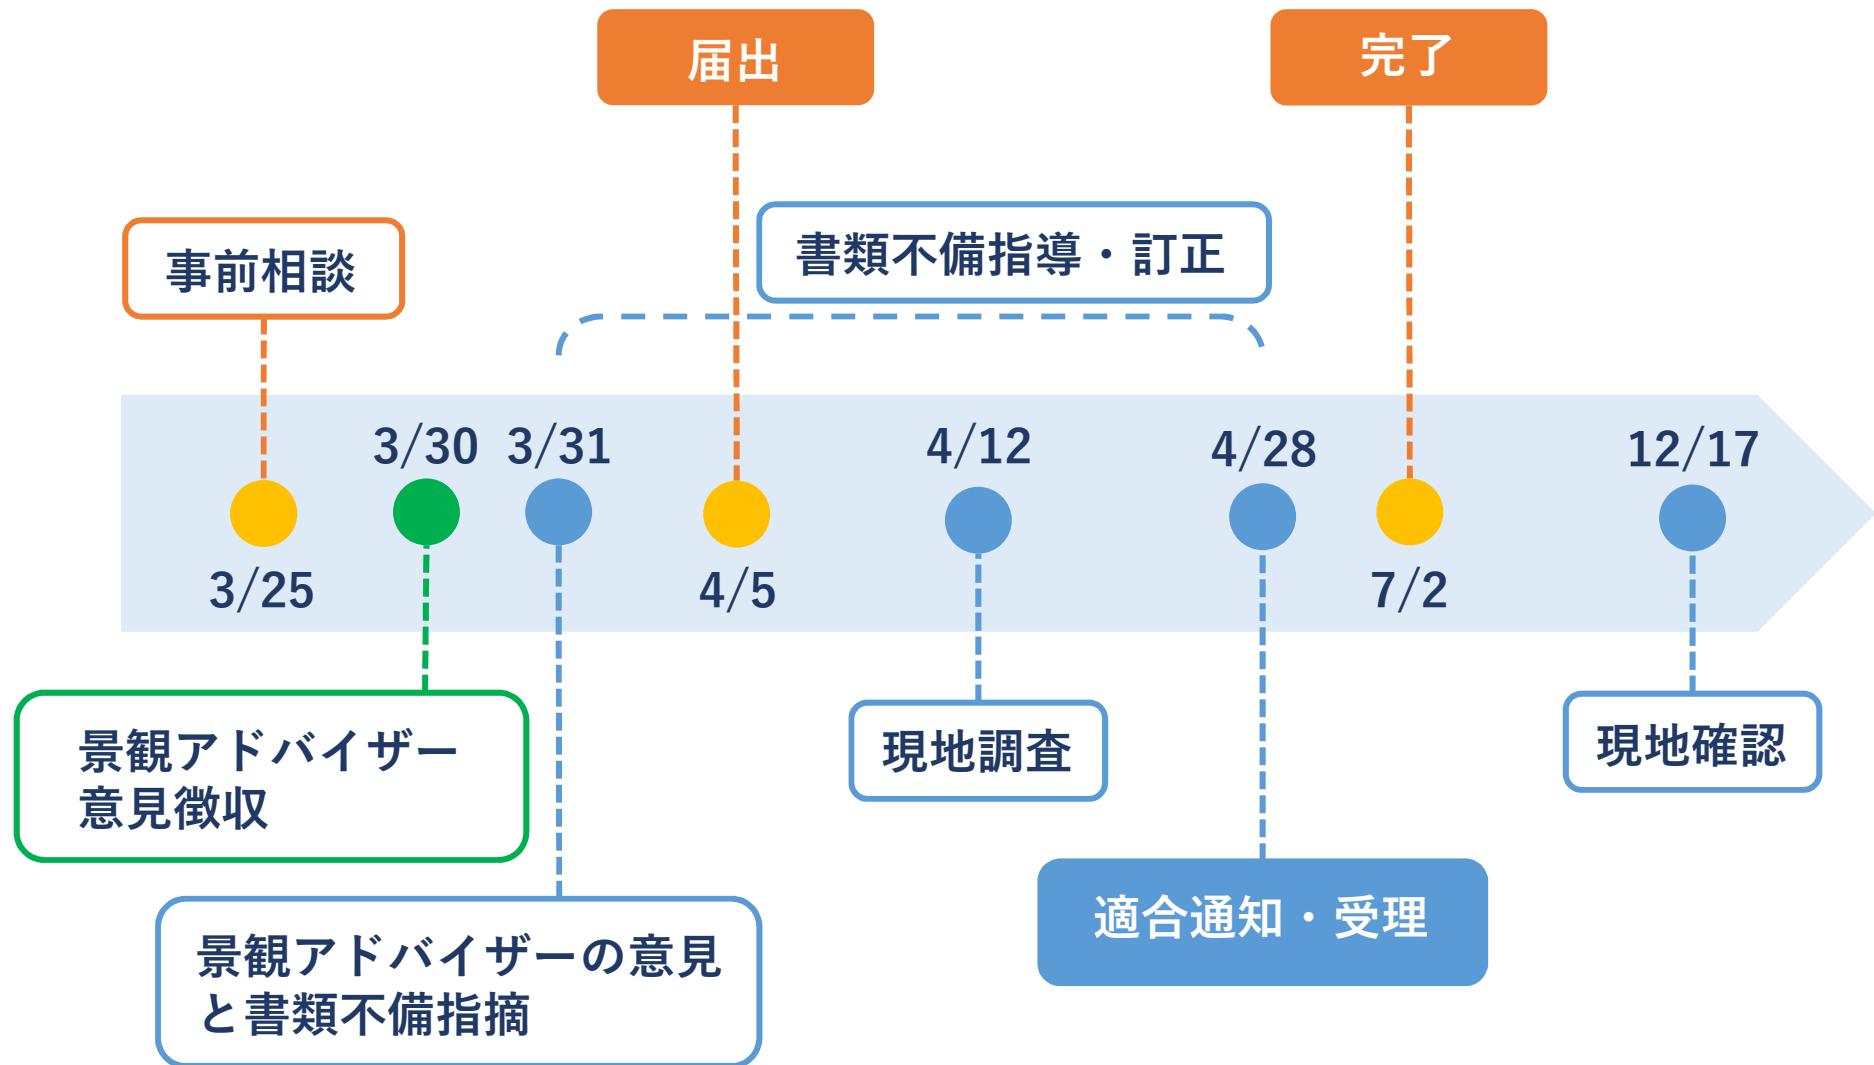 届出
完了
書類不備指導・訂正
事前相談
3/30
3/31
4/12
4/28
12/17
3/25
4/5
7/2
景観アドバイザー
意見徴収
現地調査
現地確認
適合通知・受理
景観アドバイザーの意見
と書類不備指摘